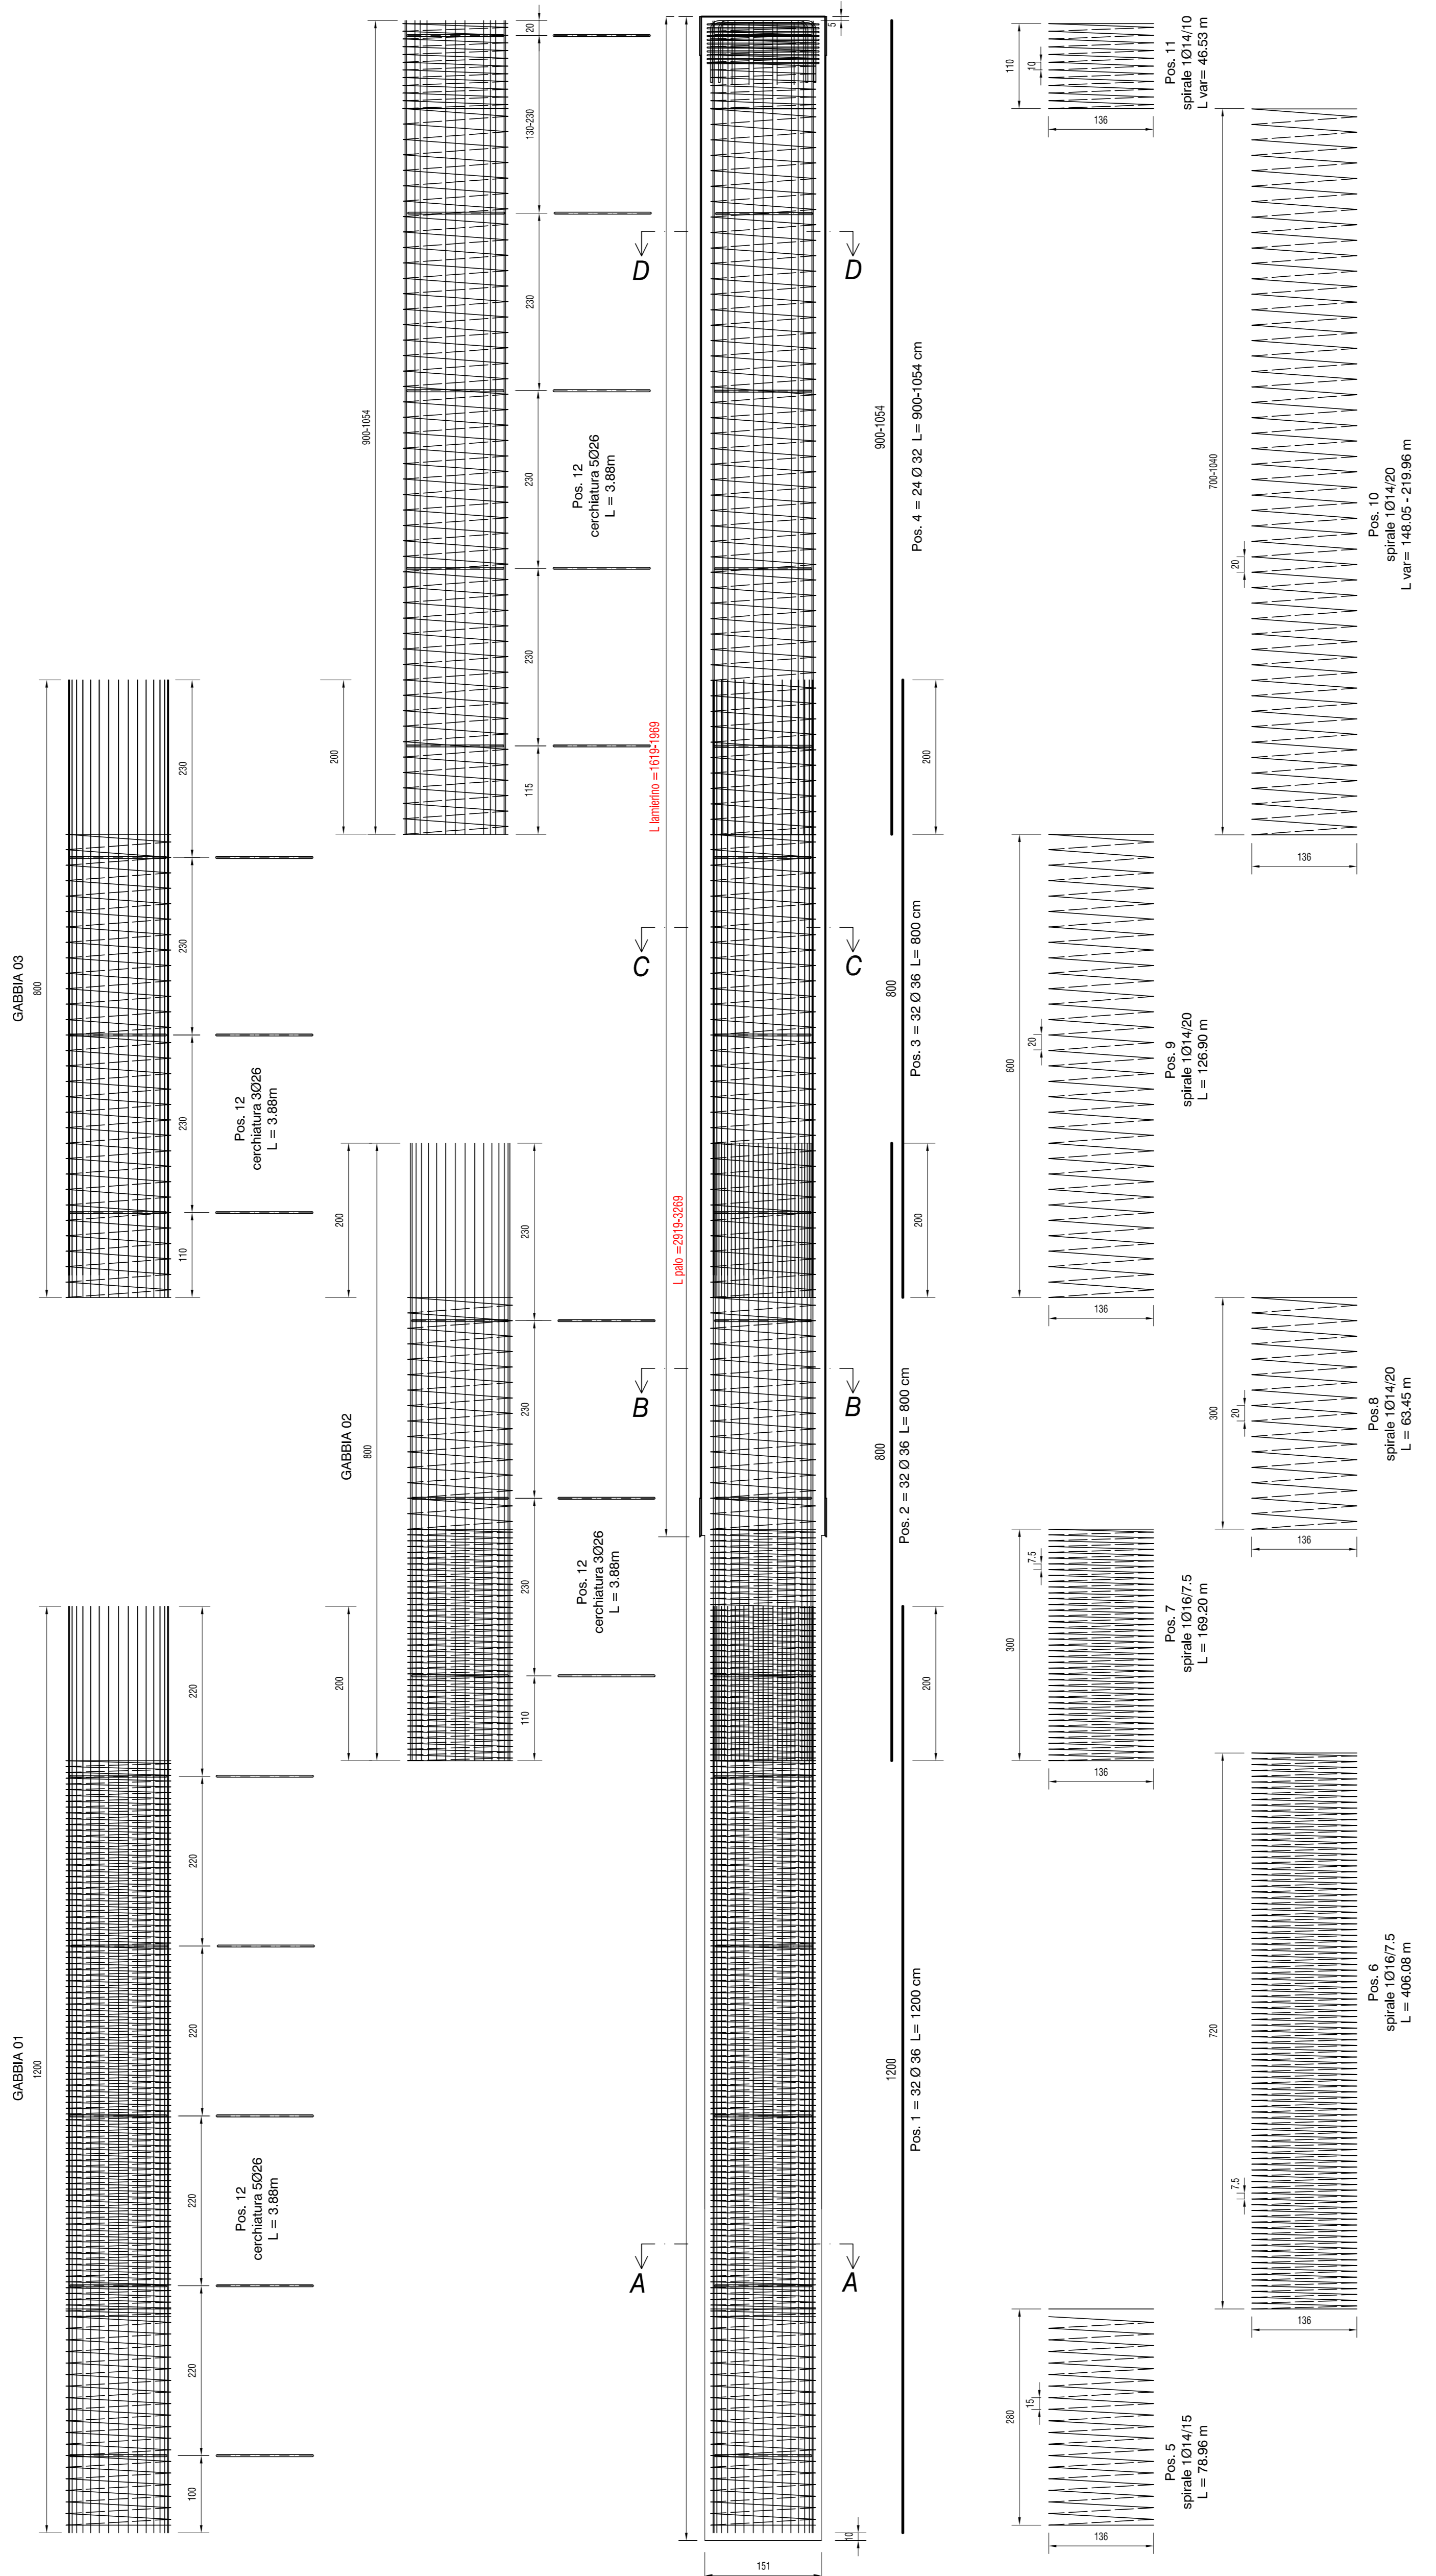 GABBIA 03
800
230
230
230
110
Pos. 12
cerchiatura 3Ø26
L = 3.88m
GABBIA 01
1200
220
220
220
220
220
100
Pos. 12
cerchiatura 5Ø26
L = 3.88m
900-1054
200
20
130-230
230
230
230
230
115
Pos. 12
cerchiatura 5Ø26
L = 3.88m
GABBIA 02
800
200
200
230
230
230
110
Pos. 12
cerchiatura 3Ø26
L = 3.88m
L lamierino =1619-1969
L palo =2919-3269
5
D
D
C
C
B
B
A
A
10
151
900-1054
Pos. 4 = 24 Ø 32 L= 900-1054 cm
200
800
Pos. 3 = 32 Ø 36 L= 800 cm
200
800
Pos. 2 = 32 Ø 36 L= 800 cm
200
1200
Pos. 1 = 32 Ø 36 L= 1200 cm
110
10
136
Pos. 11
spirale 1Ø14/10
L var= 46.53 m
700-1040
20
136
Pos. 10
spirale 1Ø14/20
L var= 148.05 - 219.96 m
600
20
136
Pos. 9
spirale 1Ø14/20
L = 126.90 m
300
20
136
Pos.8
spirale 1Ø14/20
L = 63.45 m
300
7.5
136
Pos. 7
spirale 1Ø16/7.5
L = 169.20 m
720
7.5
136
Pos. 6
spirale 1Ø16/7.5
L = 406.08 m
280
15
136
Pos. 5
spirale 1Ø14/15
L = 78.96 m